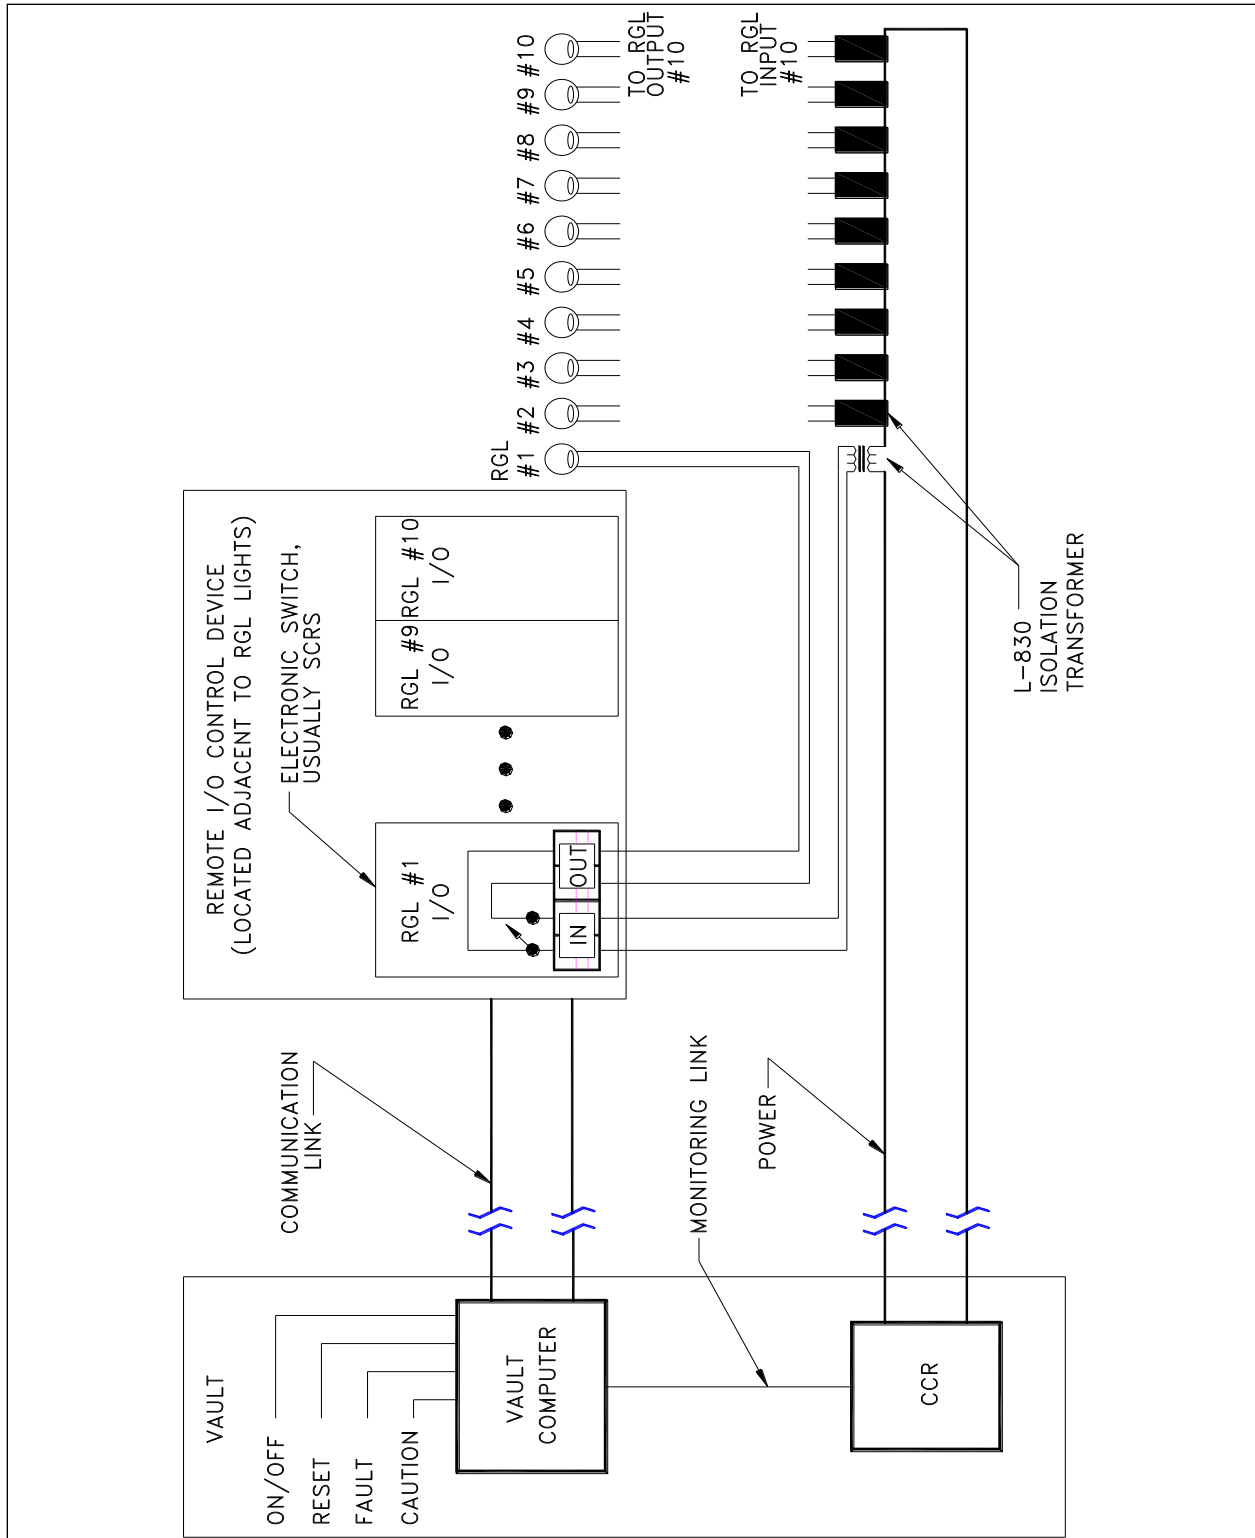 VAULT
ON/OFF
RESET
FAULT
CAUTION
VAULT
COMPUTER
CCR
COMMUNICATION
LINK
MONITORING LINK
POWER
REMOTE I/O CONTROL DEVICE
(LOCATED ADJACENT TO RGL LIGHTS)
ELECTRONIC SWITCH,
USUALLY SCRS
RGL #1
I/O
IN
OUT
RGL #9
I/O
RGL #10
I/O
L-830
ISOLATION
TRANSFORMER
RGL
#1
#2
#3
#4
#5
#6
#7
#8
#9
#10
TO RGL
OUTPUT
#10
TO RGL
INPUT
#10